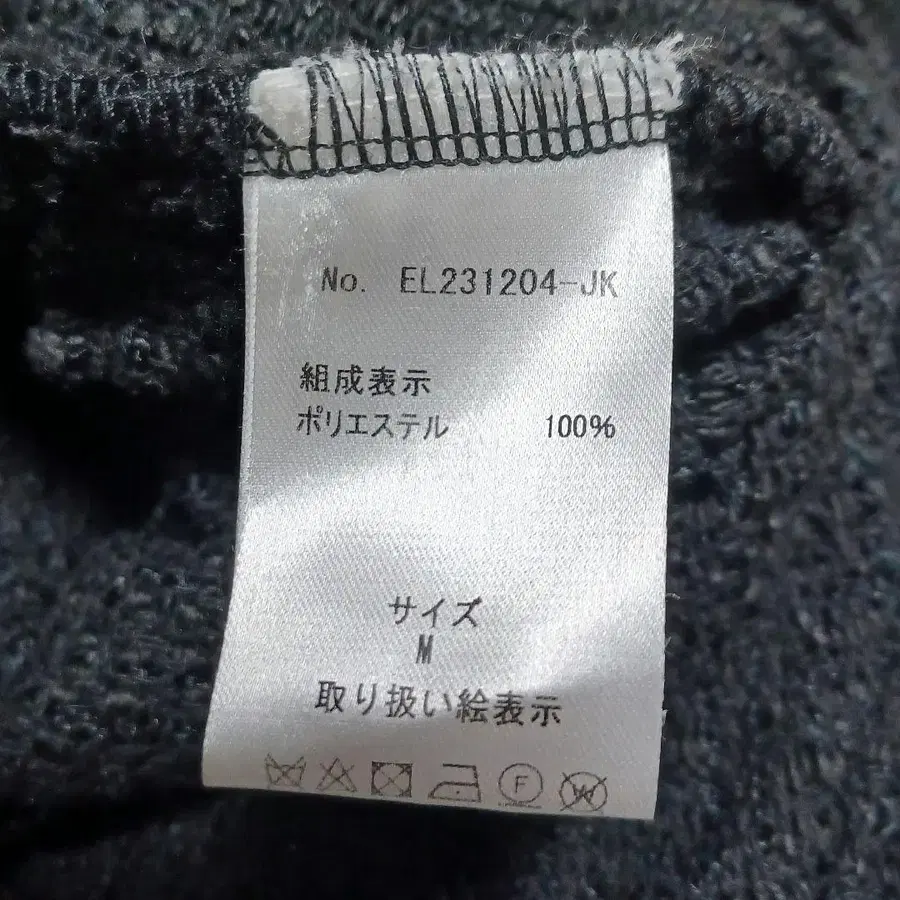 No. EL231204-JK
組成表示
ポリエステル 100%
サイズ
M
取り扱い絵表示
F W